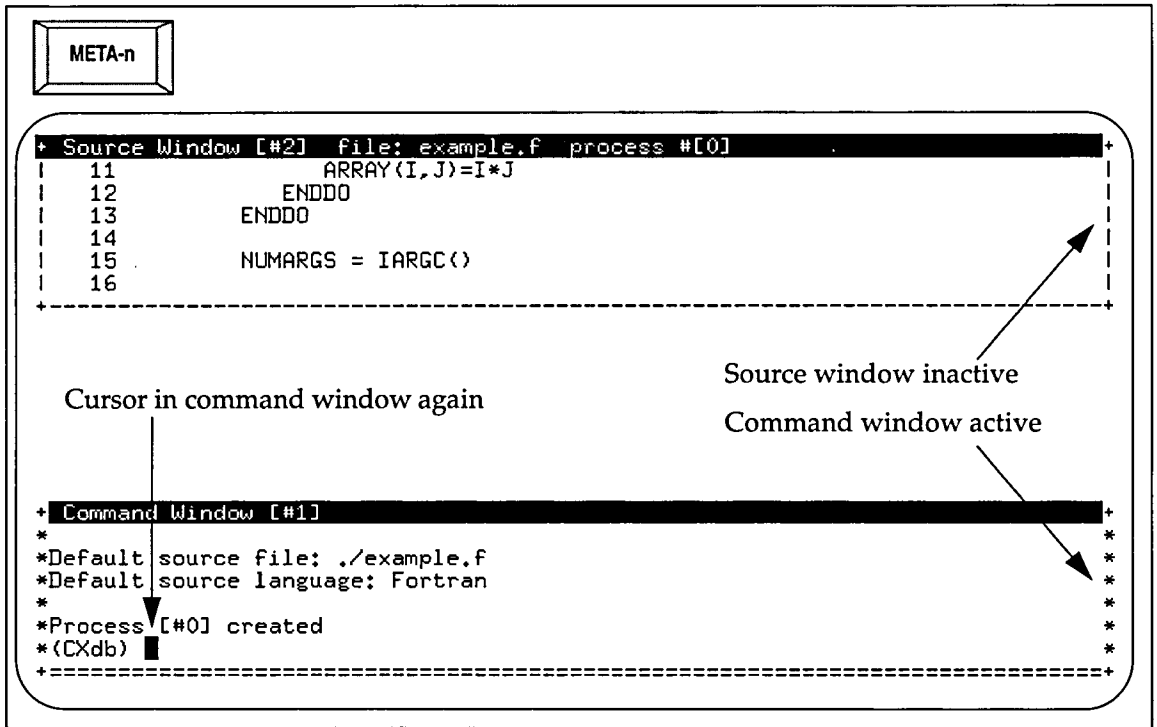 META-n
+ Source Window [#2]  file: example.f  process #[0] +
|   11               ARRAY(I,J)=I*J |
|   12            ENDDO |
|   13         ENDDO |
|   14 |
|   15         NUMARGS = IARGC() |
|   16 |
+------------------------------------------------------------------------------+
Source window inactive
Cursor in command window again
Command window active
+ Command Window [#1] +
* *
*Default source file: ./example.f *
*Default source language: Fortran *
* *
*Process [#0] created *
*(CXdb) *
+==============================================================================+